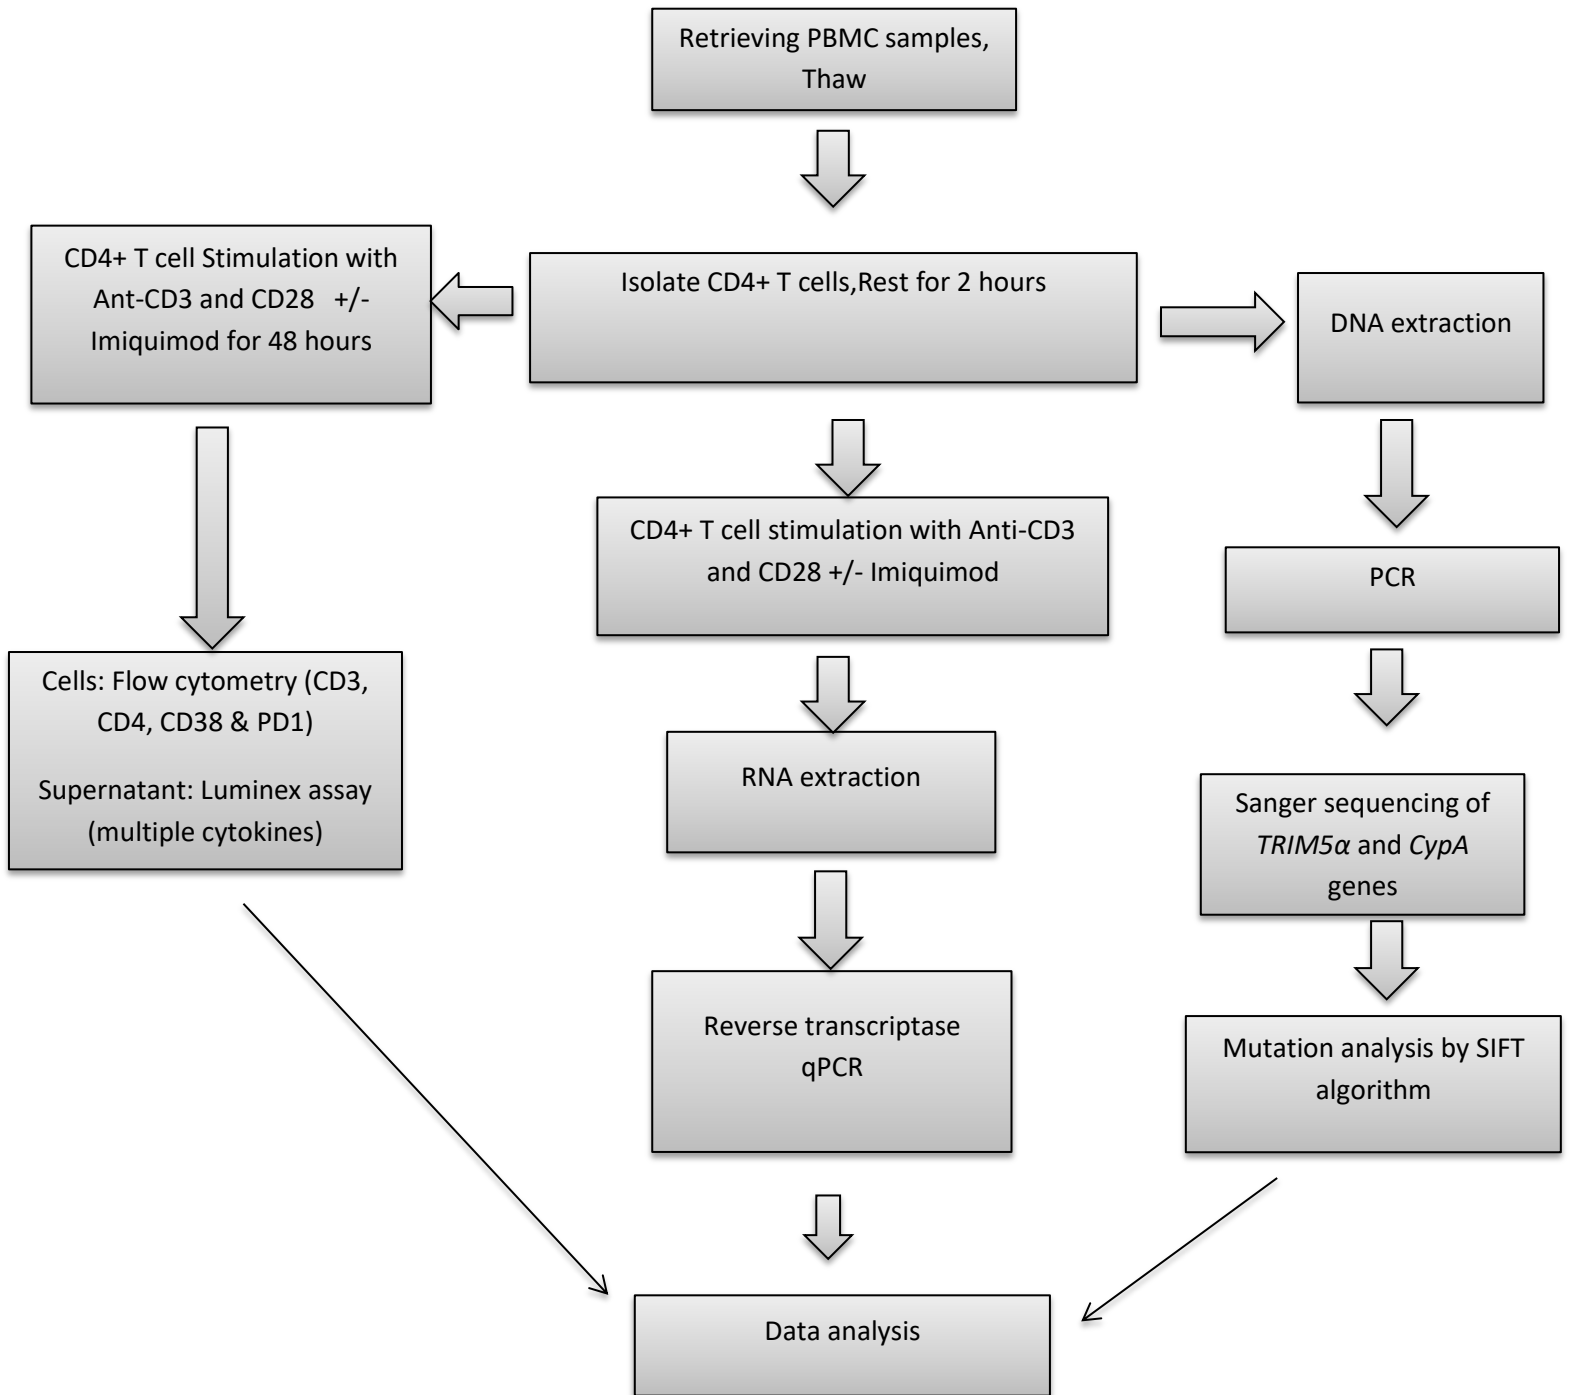 Retrieving PBMC samples,
Thaw
CD4+ T cell Stimulation with
Ant-CD3 and CD28 +/-
Imiquimod for 48 hours
Isolate CD4+ T cells,Rest for 2 hours
DNA extraction
CD4+ T cell stimulation with Anti-CD3
and CD28 +/- Imiquimod
PCR
Cells: Flow cytometry (CD3,
CD4, CD38 & PD1)
Supernatant: Luminex assay
(multiple cytokines)
RNA extraction
Sanger sequencing of
TRIM5α and CypA
genes
Reverse transcriptase
qPCR
Mutation analysis by SIFT
algorithm
Data analysis